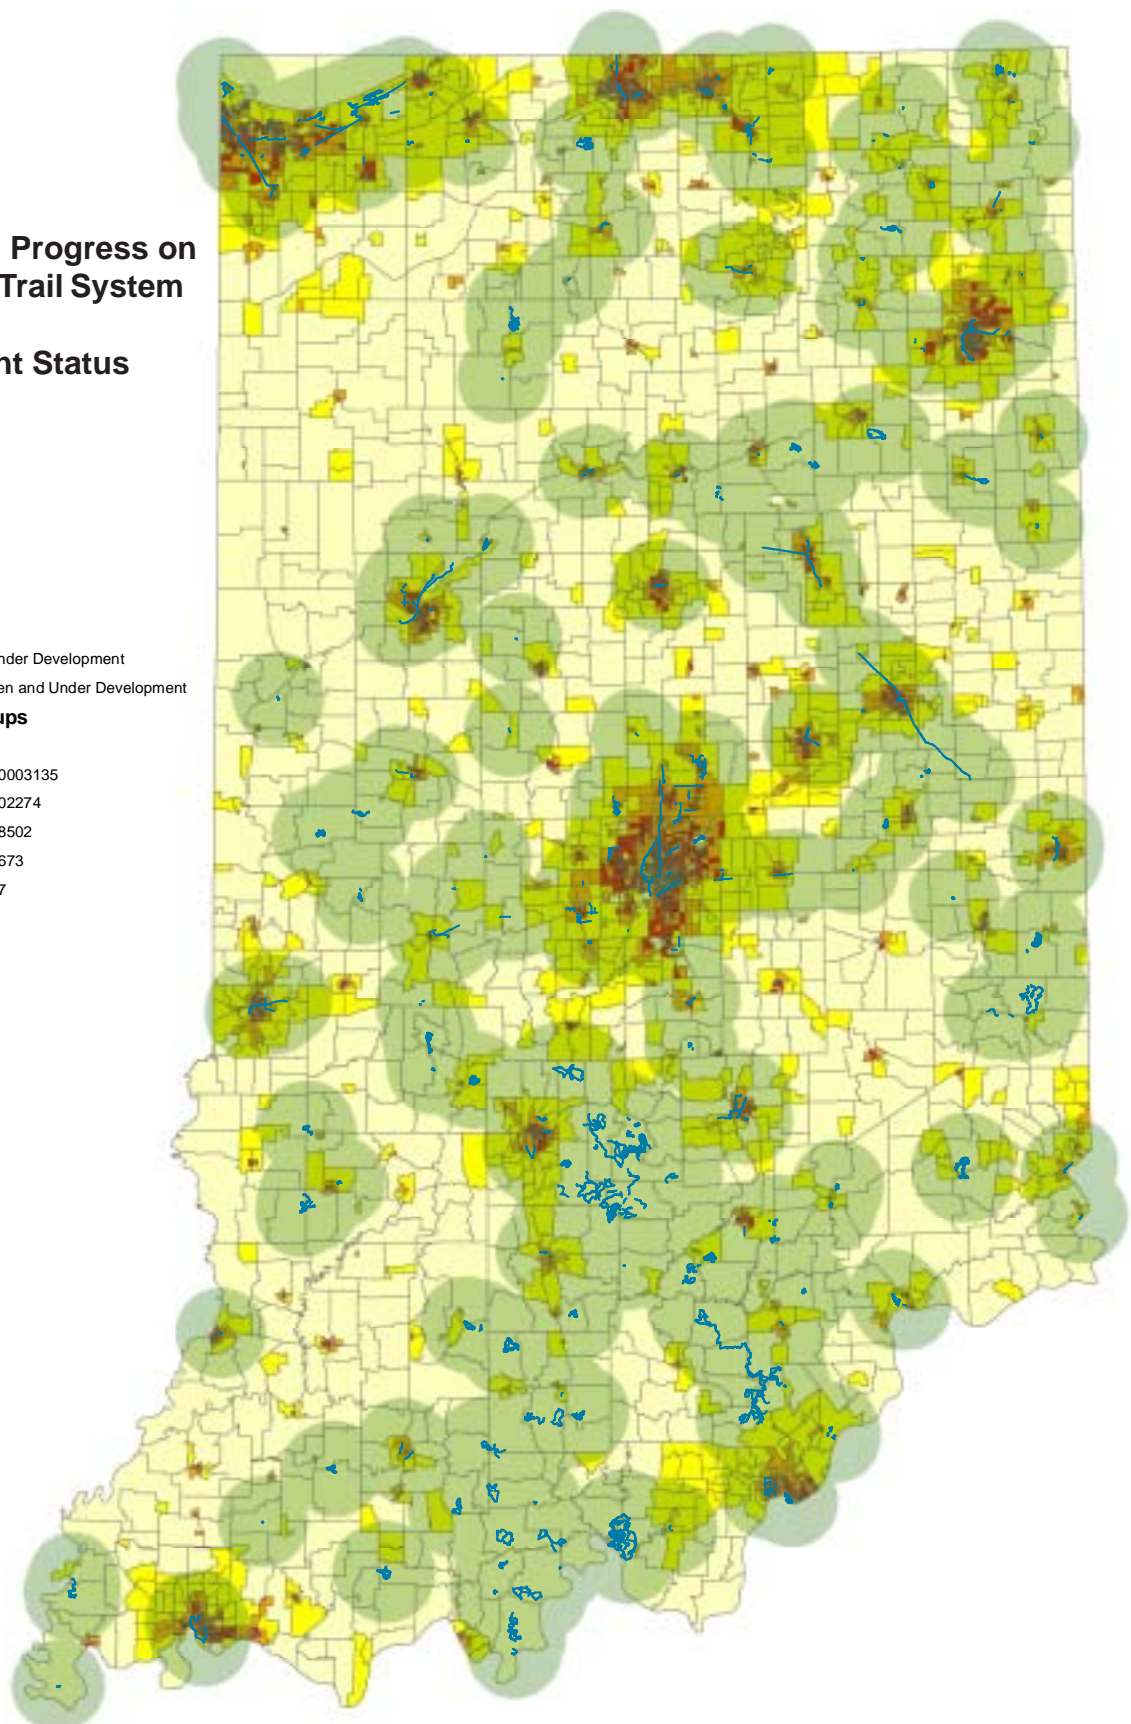 Progress on
Trail System
nt Status
nder Development
en and Under Development
ups
0003135
02274
8502
673
7